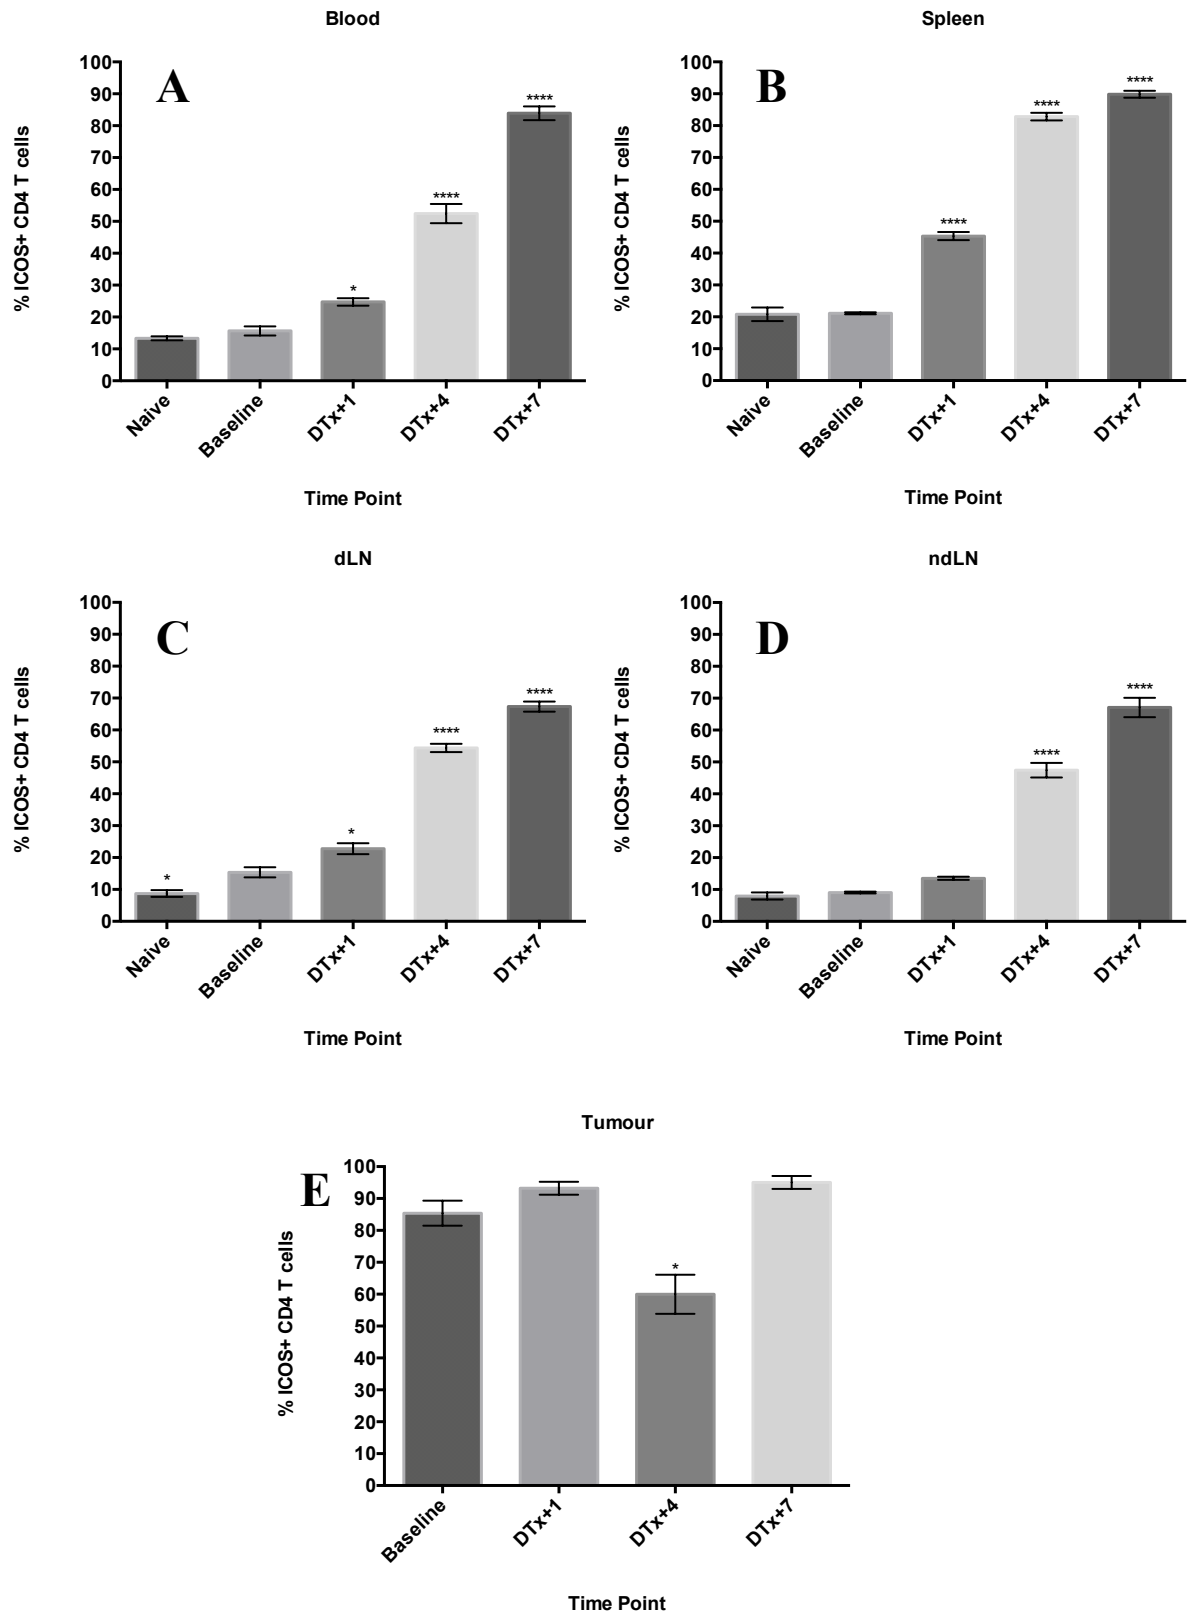 Blood
A
% ICOS+ CD4 T cells
100
90
80
70
60
50
40
30
20
10
0
*
****
****
Naive
Baseline
DTx+1
DTx+4
DTx+7
Time Point
Spleen
B
% ICOS+ CD4 T cells
100
90
80
70
60
50
40
30
20
10
0
****
****
****
Naive
Baseline
DTx+1
DTx+4
DTx+7
Time Point
dLN
C
% ICOS+ CD4 T cells
100
90
80
70
60
50
40
30
20
10
0
*
*
****
****
Naive
Baseline
DTx+1
DTx+4
DTx+7
Time Point
ndLN
D
% ICOS+ CD4 T cells
100
90
80
70
60
50
40
30
20
10
0
****
****
Naive
Baseline
DTx+1
DTx+4
DTx+7
Time Point
Tumour
E
% ICOS+ CD4 T cells
100
90
80
70
60
50
40
30
20
10
0
*
Baseline
DTx+1
DTx+4
DTx+7
Time Point